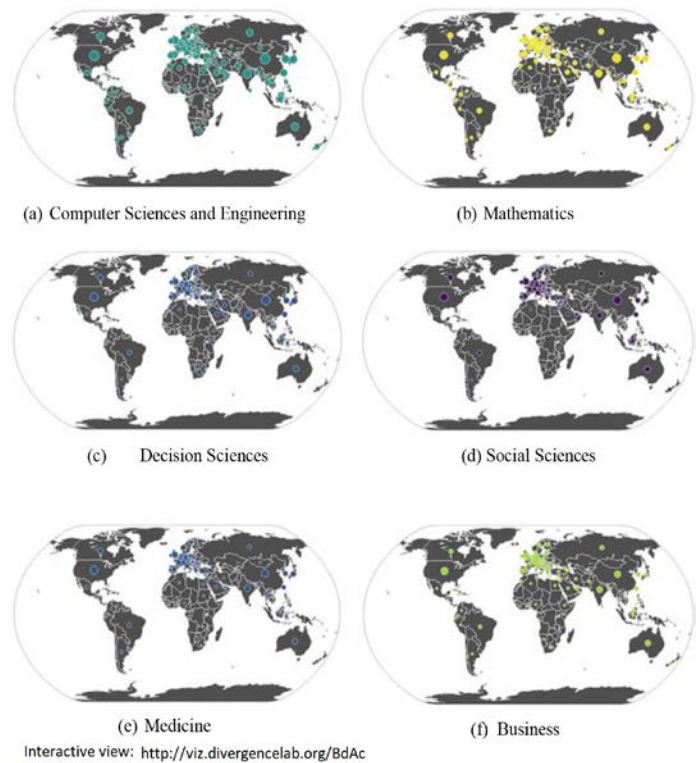 (a) Computer Sciences and Engineering
(b) Mathematics
(c) Decision Sciences
(d) Social Sciences
(e) Medicine
(f) Business
Interactive view: http://viz.divergencelab.org/BdAc